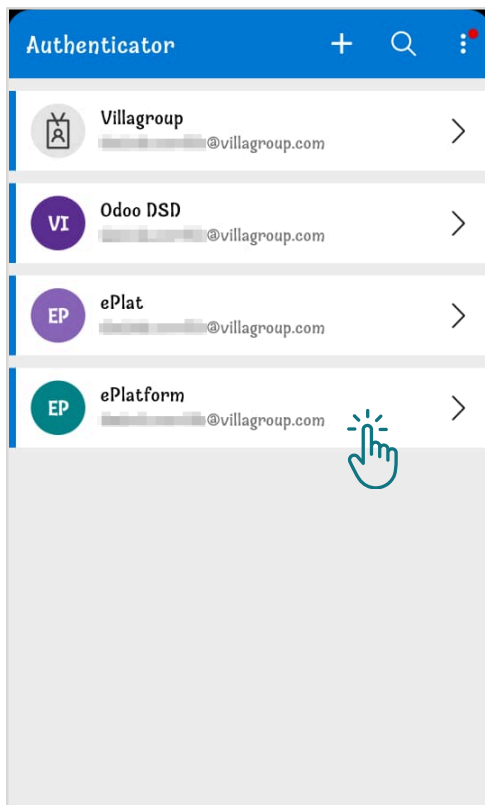 Authenticator
Villagroup
@villagroup.com
VI
Odoo DSD
@villagroup.com
EP
ePlat
@villagroup.com
EP
ePlatform
@villagroup.com